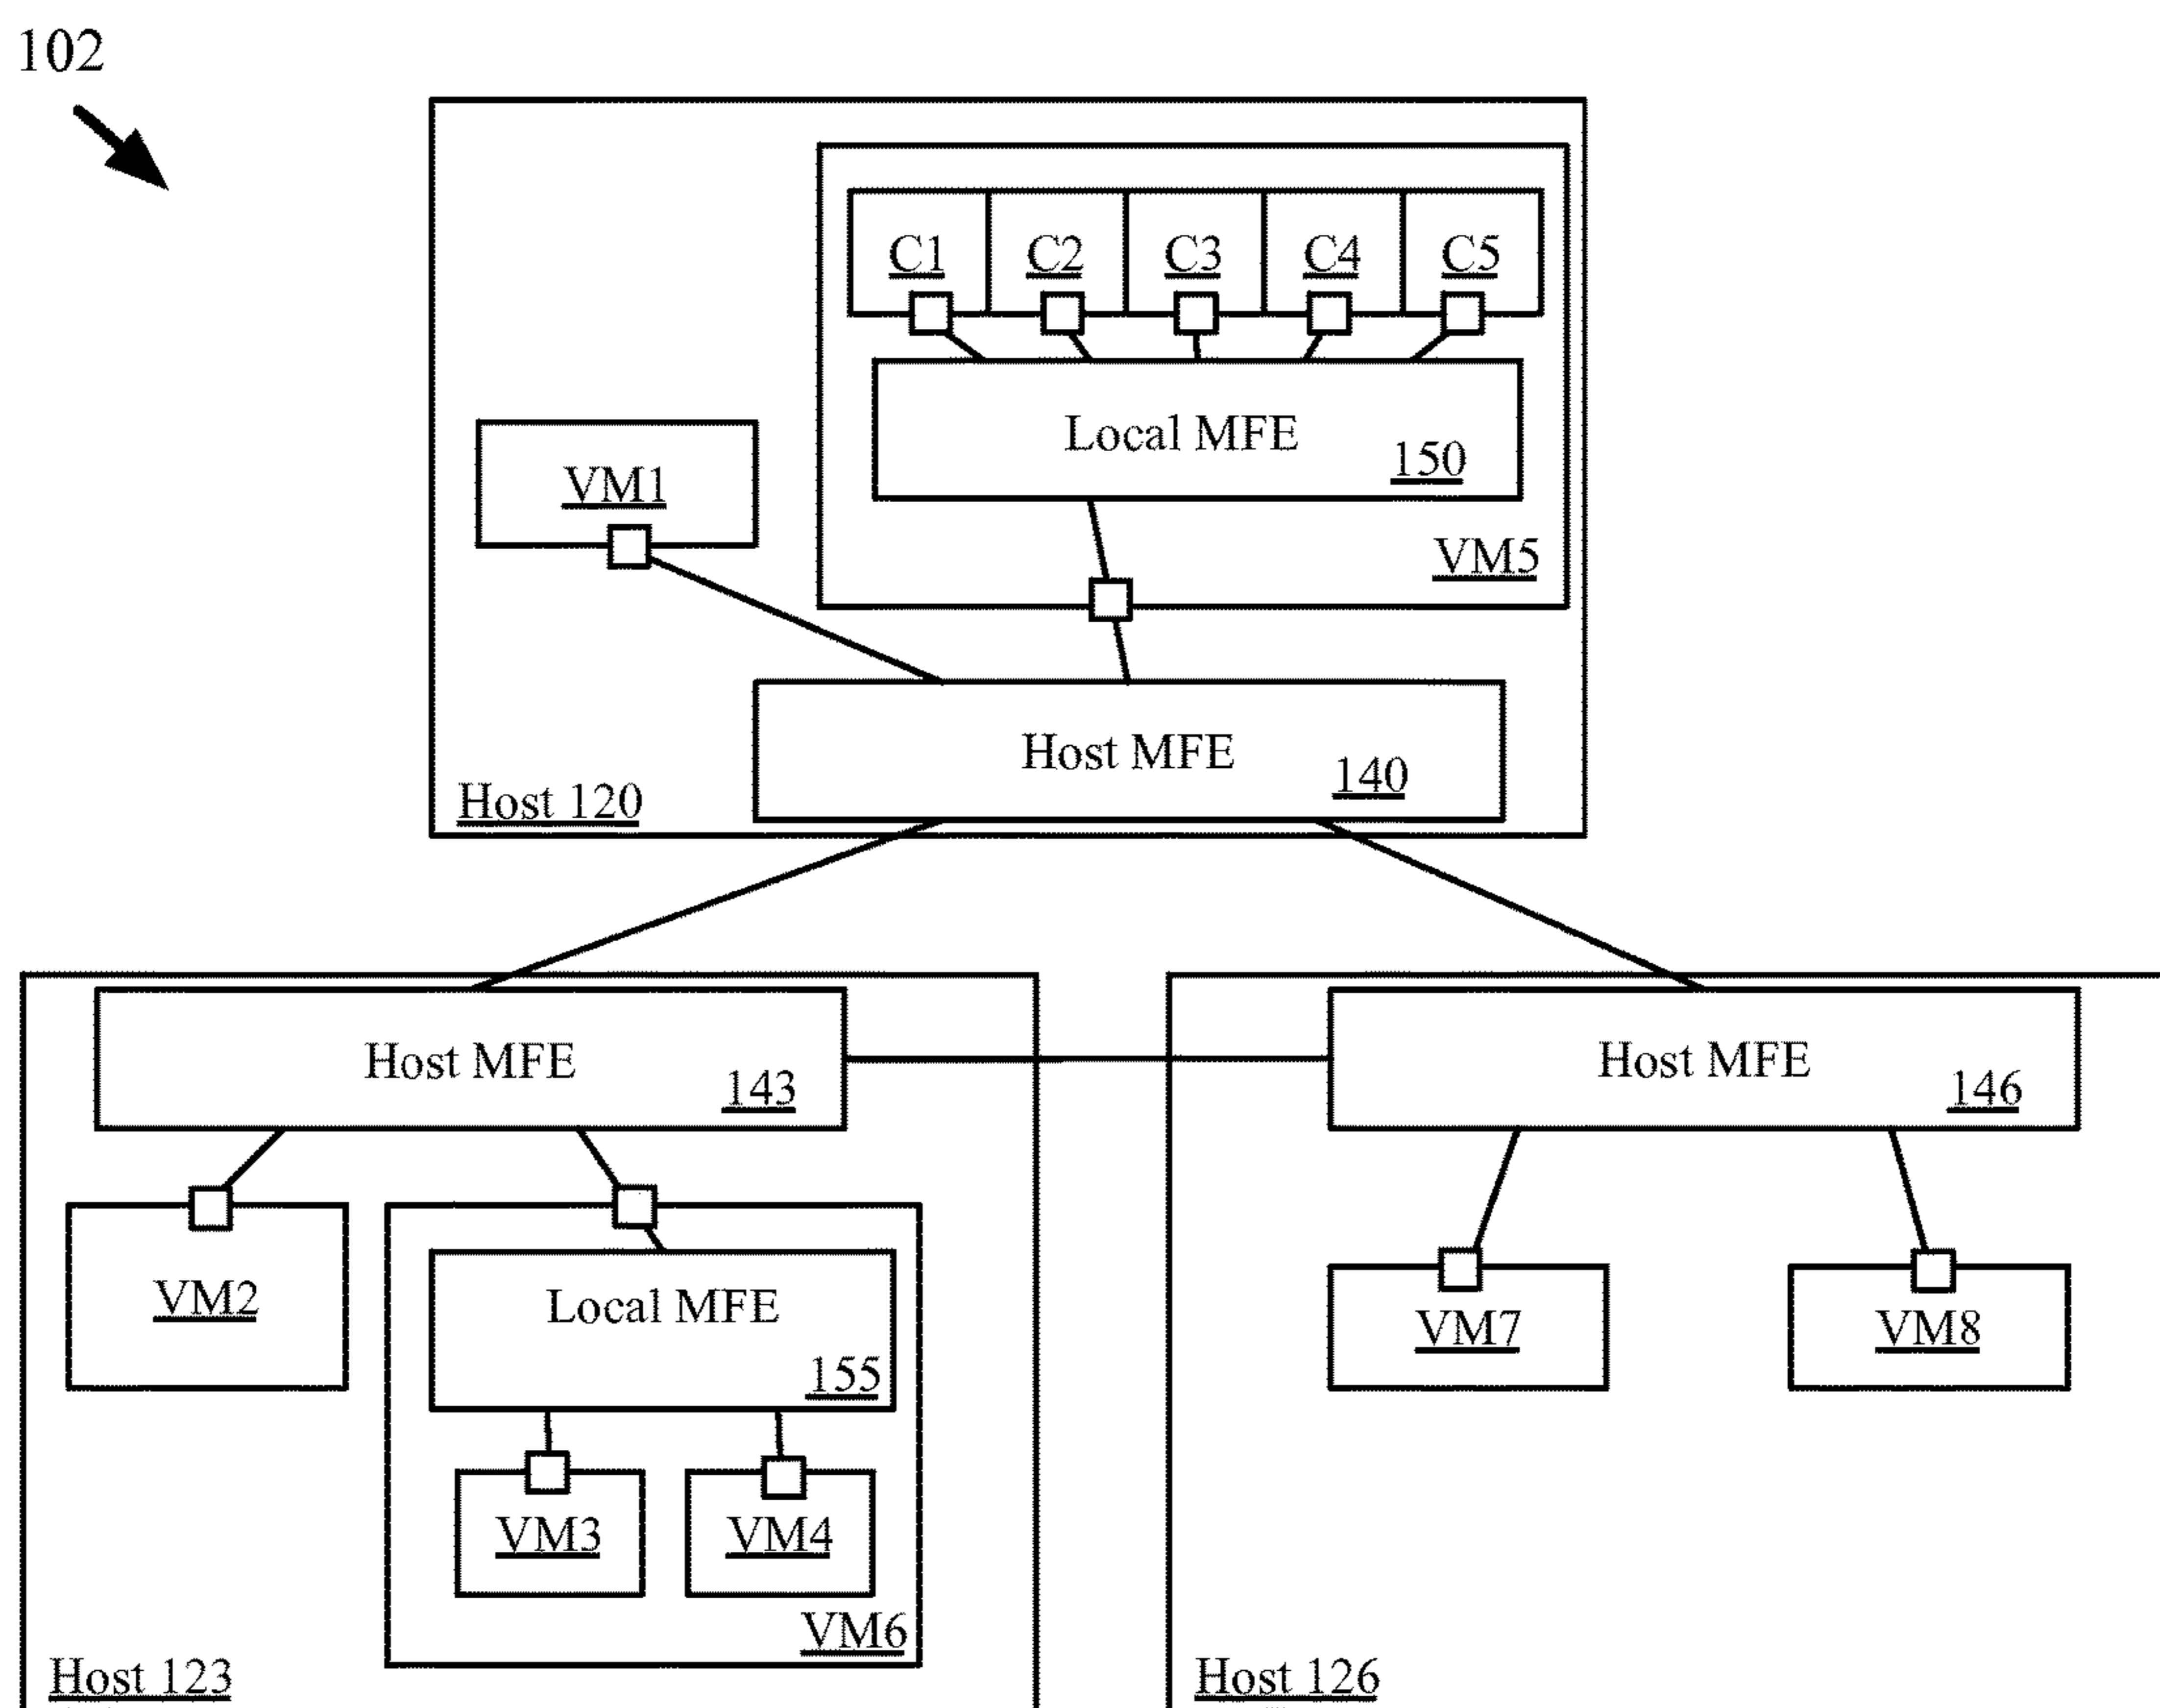 102
C1 C2 C3 C4 C5
Local MFE 150
VM1
VM5
Host MFE 140
Host 120
Host MFE 143
Host MFE 146
VM2
Local MFE 155
VM7 VM8
VM3 VM4
VM6
Host 123
Host 126